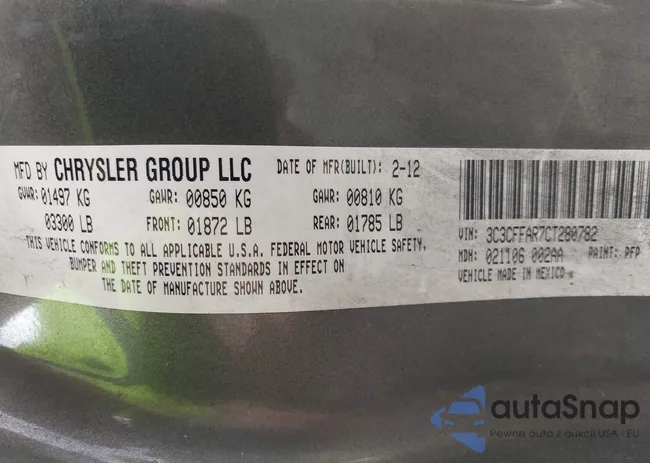 MFD BY CHRYSLER GROUP LLC DATE OF MFR(BUILT): 2-12
GVWR: 01497 KG GAWR: 00850 KG GAWR: 00810 KG
03300 LB FRONT: 01872 LB REAR: 01785 LB
THIS VEHICLE CONFORMS TO ALL APPLICABLE U.S.A. FEDERAL MOTOR VEHICLE SAFETY,
BUMPER AND THEFT PREVENTION STANDARDS IN EFFECT ON
THE DATE OF MANUFACTURE SHOWN ABOVE.
VIN: 3C3CFFAR7CT280782
MDH: 021106 002AA PAINT: PFP
VEHICLE MADE IN MEXICO
autaSnap
Pewne auta z aukcji USA i EU